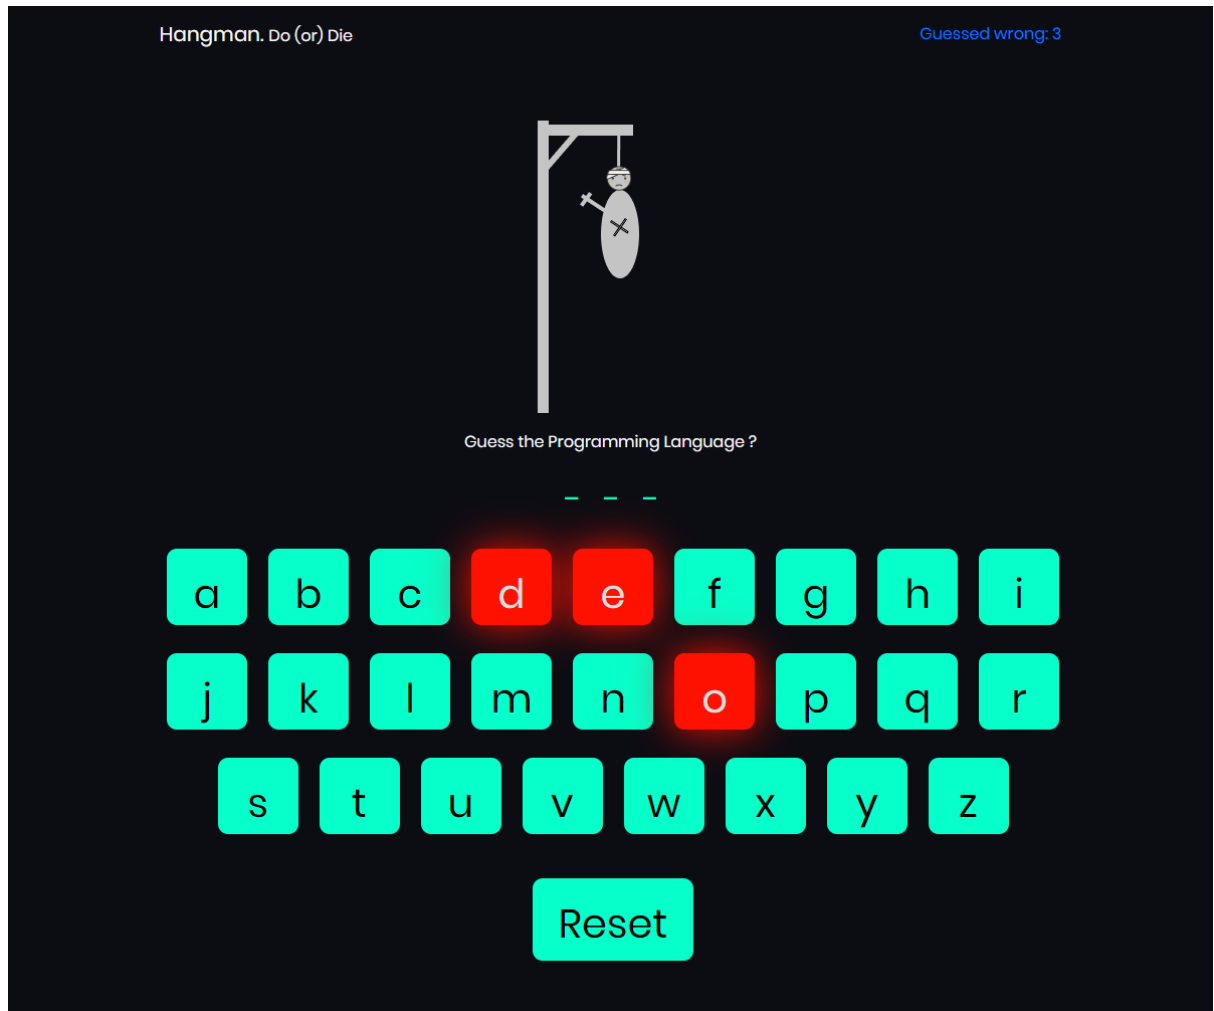 Hangman. Do (or) Die
Guessed wrong: 3
Guess the Programming Language ?
_ _ _
a b c d e f g h i
j k l m n o p q r
s t u v w x y z
Reset